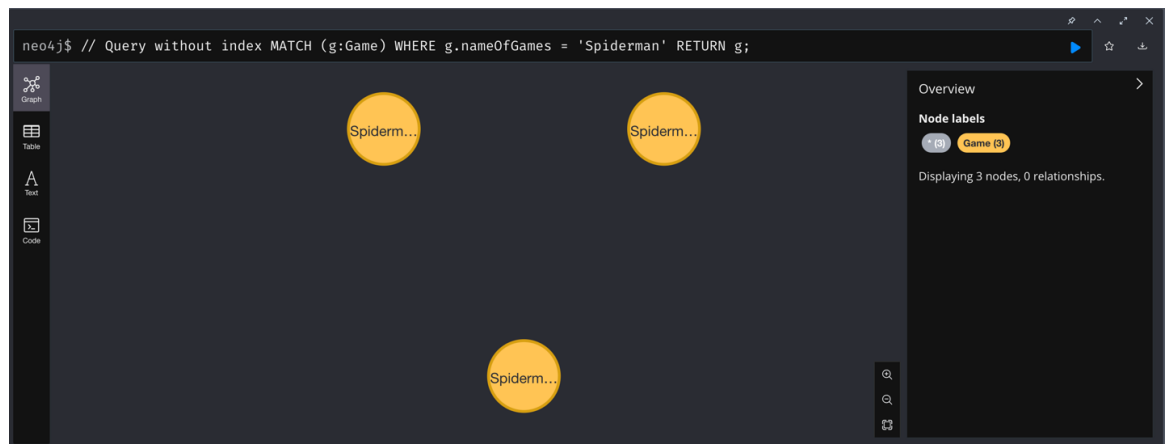 neo4j$ // Query without index MATCH (g:Game) WHERE g.nameOfGames = 'Spiderman' RETURN g;
Graph
Table
A
Text
Code
Spiderm...
Spiderm...
Spiderm...
Overview
Node labels
* (3) Game (3)
Displaying 3 nodes, 0 relationships.